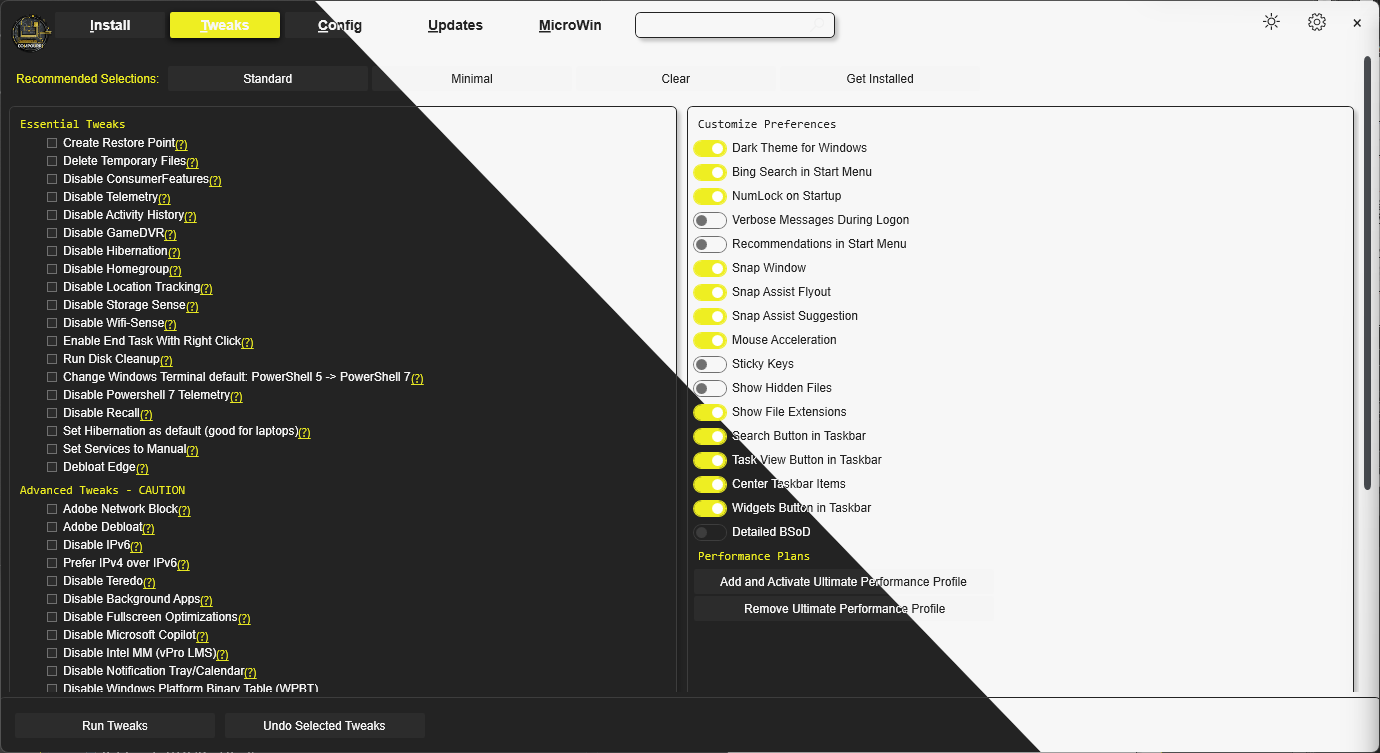 Install Tweaks Config Updates MicroWin
Recommended Selections: Standard Minimal Clear Get Installed
Essential Tweaks
Create Restore Point(?)
Delete Temporary Files(?)
Disable ConsumerFeatures(?)
Disable Telemetry(?)
Disable Activity History(?)
Disable GameDVR(?)
Disable Hibernation(?)
Disable Homegroup(?)
Disable Location Tracking(?)
Disable Storage Sense(?)
Disable Wifi-Sense(?)
Enable End Task With Right Click(?)
Run Disk Cleanup(?)
Change Windows Terminal default: PowerShell 5 -> PowerShell 7(?)
Disable Powershell 7 Telemetry(?)
Disable Recall(?)
Set Hibernation as default (good for laptops)(?)
Set Services to Manual(?)
Debloat Edge(?)
Advanced Tweaks - CAUTION
Adobe Network Block(?)
Adobe Debloat(?)
Disable IPv6(?)
Prefer IPv4 over IPv6(?)
Disable Teredo(?)
Disable Background Apps(?)
Disable Fullscreen Optimizations(?)
Disable Microsoft Copilot(?)
Disable Intel MM (vPro LMS)(?)
Disable Notification Tray/Calendar(?)
Disable Windows Platform Binary Table (WPBT)
Customize Preferences
Dark Theme for Windows
Bing Search in Start Menu
NumLock on Startup
Verbose Messages During Logon
Recommendations in Start Menu
Snap Window
Snap Assist Flyout
Snap Assist Suggestion
Mouse Acceleration
Sticky Keys
Show Hidden Files
Show File Extensions
Search Button in Taskbar
Task View Button in Taskbar
Center Taskbar Items
Widgets Button in Taskbar
Detailed BSoD
Performance Plans
Add and Activate Ultimate Performance Profile
Remove Ultimate Performance Profile
Run Tweaks Undo Selected Tweaks